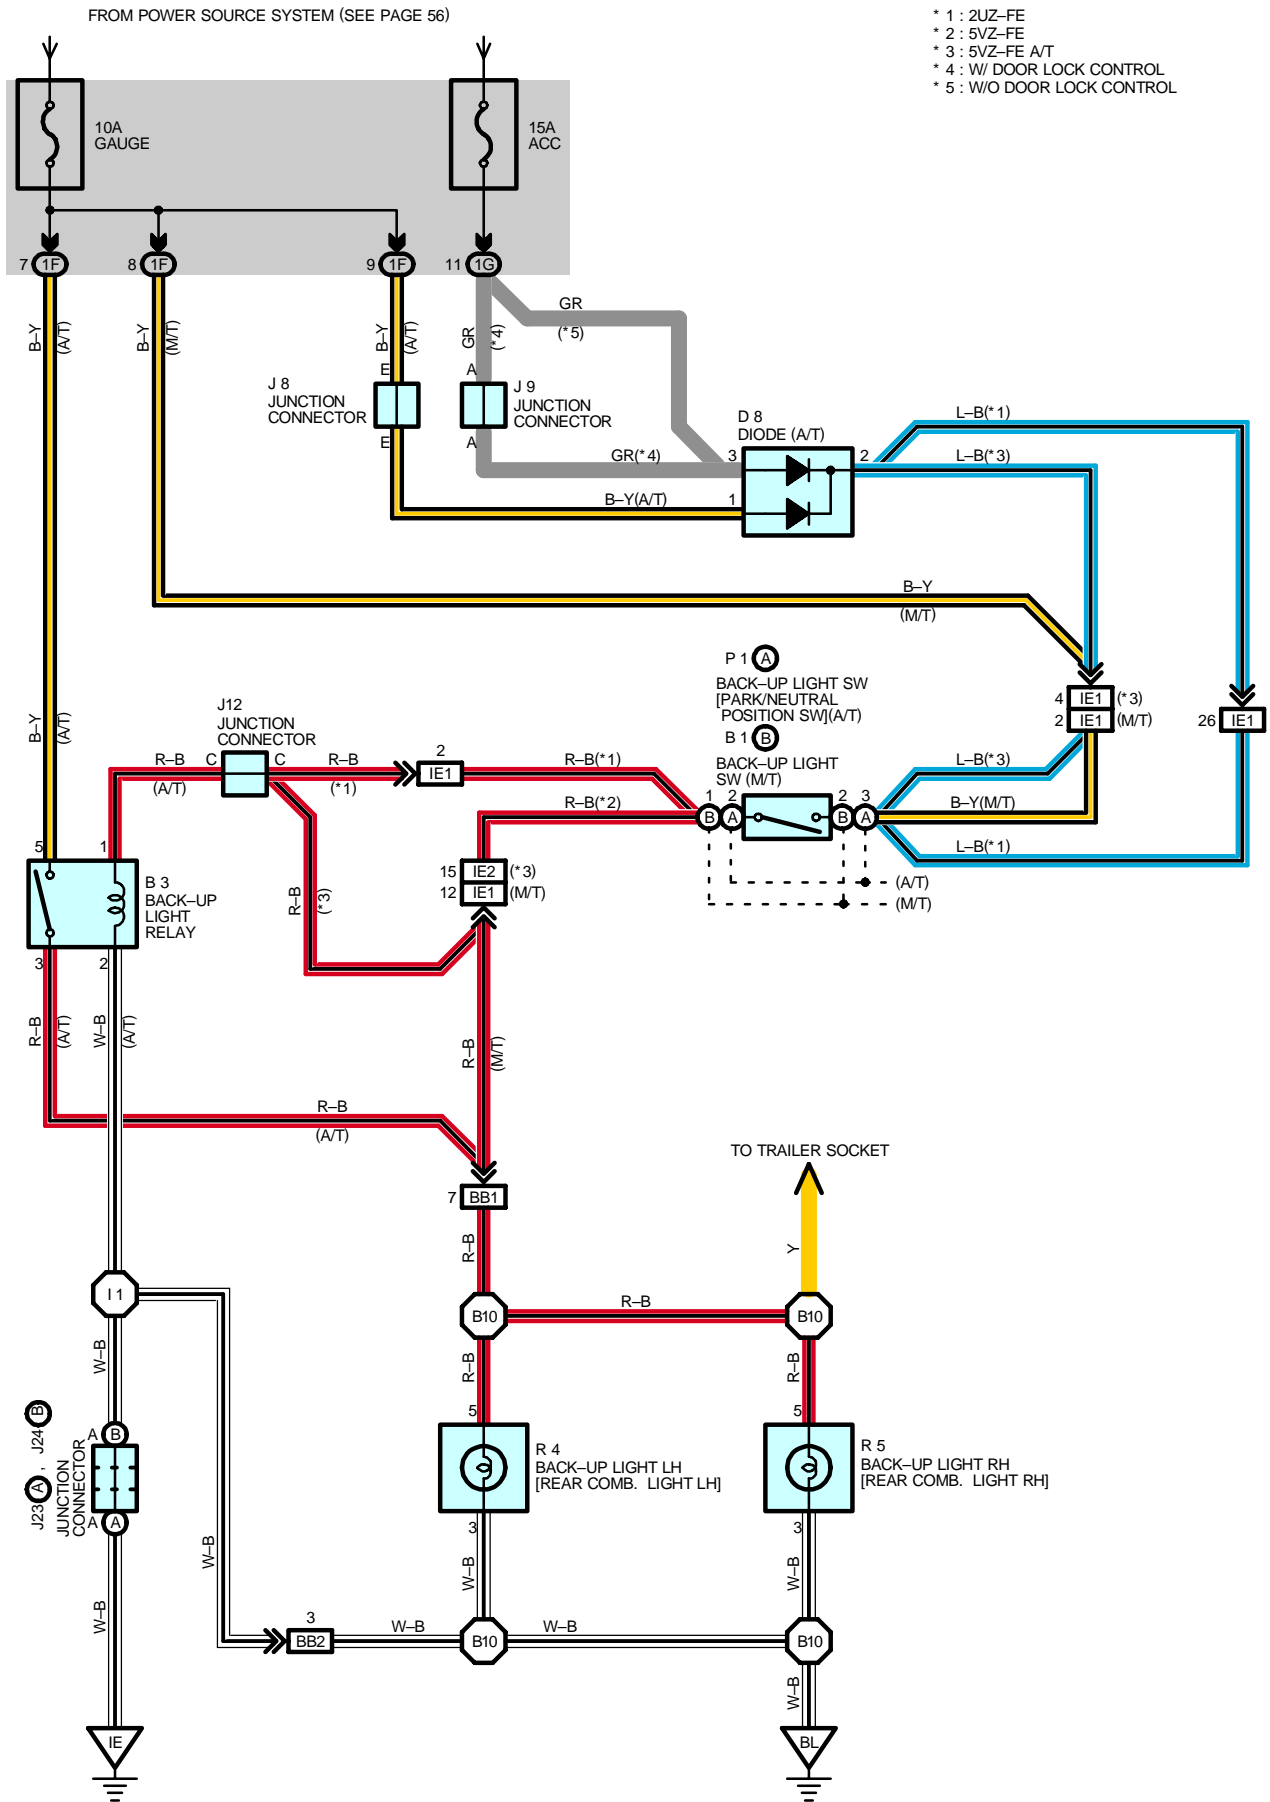 FROM POWER SOURCE SYSTEM (SEE PAGE 56)
* 1 : 2UZ–FE
* 2 : 5VZ–FE
* 3 : 5VZ–FE A/T
* 4 : W/ DOOR LOCK CONTROL
* 5 : W/O DOOR LOCK CONTROL
10A
GAUGE
15A
ACC
7 1F
8 1F
9 1F
11 1G
B–Y
(A/T)
B–Y
(M/T)
B–Y
(A/T)
GR
(*4)
GR
(*5)
E
A
J 8
JUNCTION
CONNECTOR
J 9
JUNCTION
CONNECTOR
E
A
D 8
DIODE (A/T)
GR(*4)
3
2
B–Y(A/T)
1
L–B(*1)
L–B(*3)
B–Y
(M/T)
P 1 A
BACK–UP LIGHT SW
[PARK/NEUTRAL
POSITION SW](A/T)
B 1 B
BACK–UP LIGHT
SW (M/T)
4 IE1 (*3)
2 IE1 (M/T)
26 IE1
B–Y
(A/T)
J12
JUNCTION
CONNECTOR
R–B
(A/T)
C
C
R–B
(*1)
2
IE1
R–B(*1)
R–B(*2)
1 2
B A
2 3
B A
L–B(*3)
B–Y(M/T)
L–B(*1)
(A/T)
(M/T)
5
1
B 3
BACK–UP
LIGHT
RELAY
3
2
R–B
(*3)
15 IE2 (*3)
12 IE1 (M/T)
R–B
(A/T)
W–B
(A/T)
R–B
(M/T)
R–B
(A/T)
7 BB1
TO TRAILER SOCKET
R–B
Y
I 1
B10
R–B
B10
W–B
R–B
R–B
J23 A , J24 B
JUNCTION
CONNECTOR
A B
A A
5
R 4
BACK–UP LIGHT LH
[REAR COMB. LIGHT LH]
3
5
R 5
BACK–UP LIGHT RH
[REAR COMB. LIGHT RH]
3
W–B
W–B
W–B
W–B
3
BB2
W–B
B10
W–B
B10
W–B
IE
BL